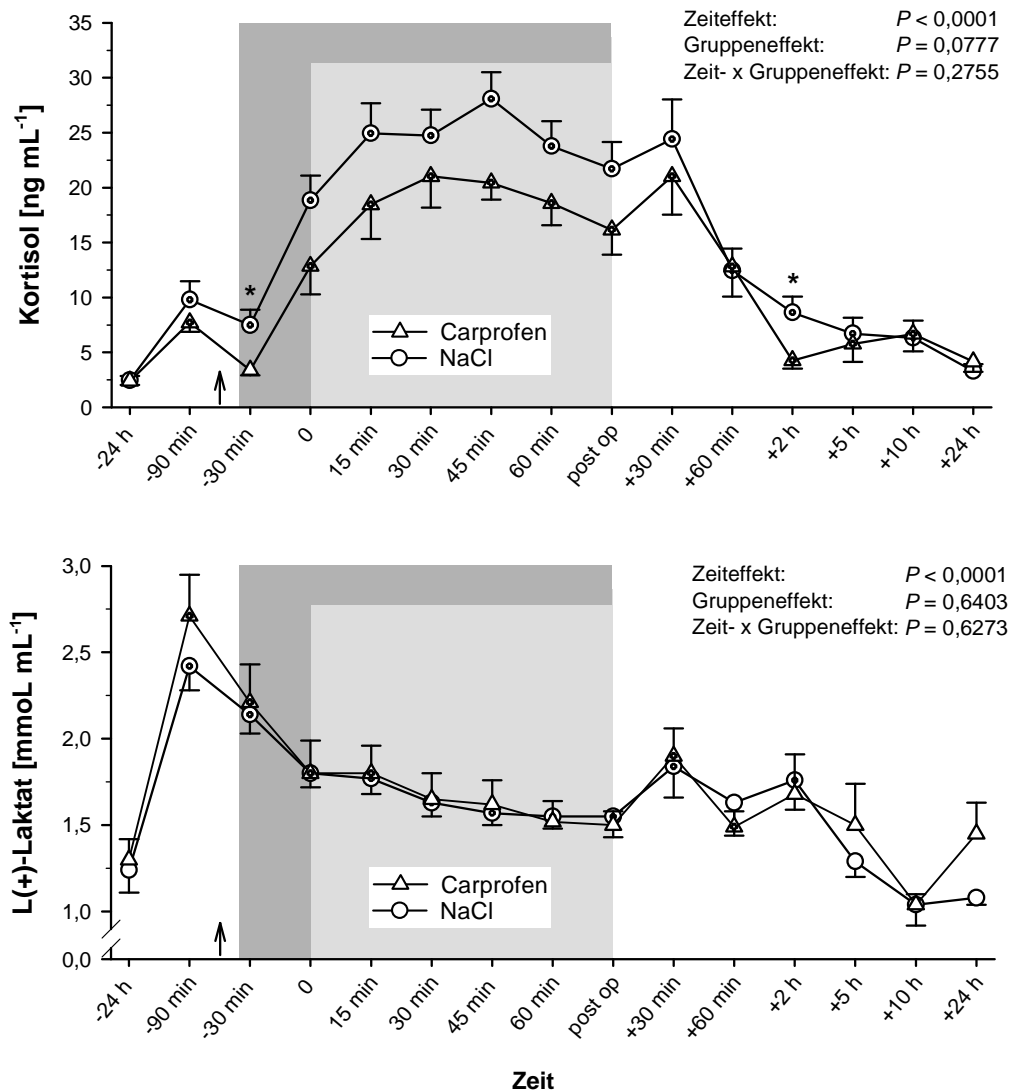 35
30
25
20
15
10
5
0
Kortisol [ng mL⁻¹]
Zeiteffekt: P < 0,0001
Gruppeneffekt: P = 0,0777
Zeit- x Gruppeneffekt: P = 0,2755
*
*
Carprofen
NaCl
-24 h
-90 min
-30 min
0
15 min
30 min
45 min
60 min
post op
+30 min
+60 min
+2 h
+5 h
+10 h
+24 h
3,0
2,5
2,0
1,5
1,0
0,0
L(+)-Laktat [mmoL mL⁻¹]
Zeiteffekt: P < 0,0001
Gruppeneffekt: P = 0,6403
Zeit- x Gruppeneffekt: P = 0,6273
Carprofen
NaCl
-24 h
-90 min
-30 min
0
15 min
30 min
45 min
60 min
post op
+30 min
+60 min
+2 h
+5 h
+10 h
+24 h
Zeit